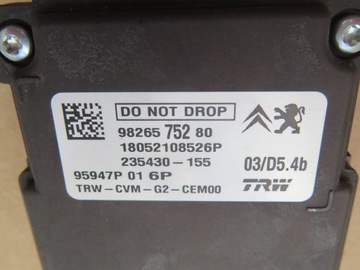 DO NOT DROP
98265 752 80
18052108526P
235430-155
95947P 01 6P
03/D5.4b
TRW-CVM-G2-CEM00
TRW